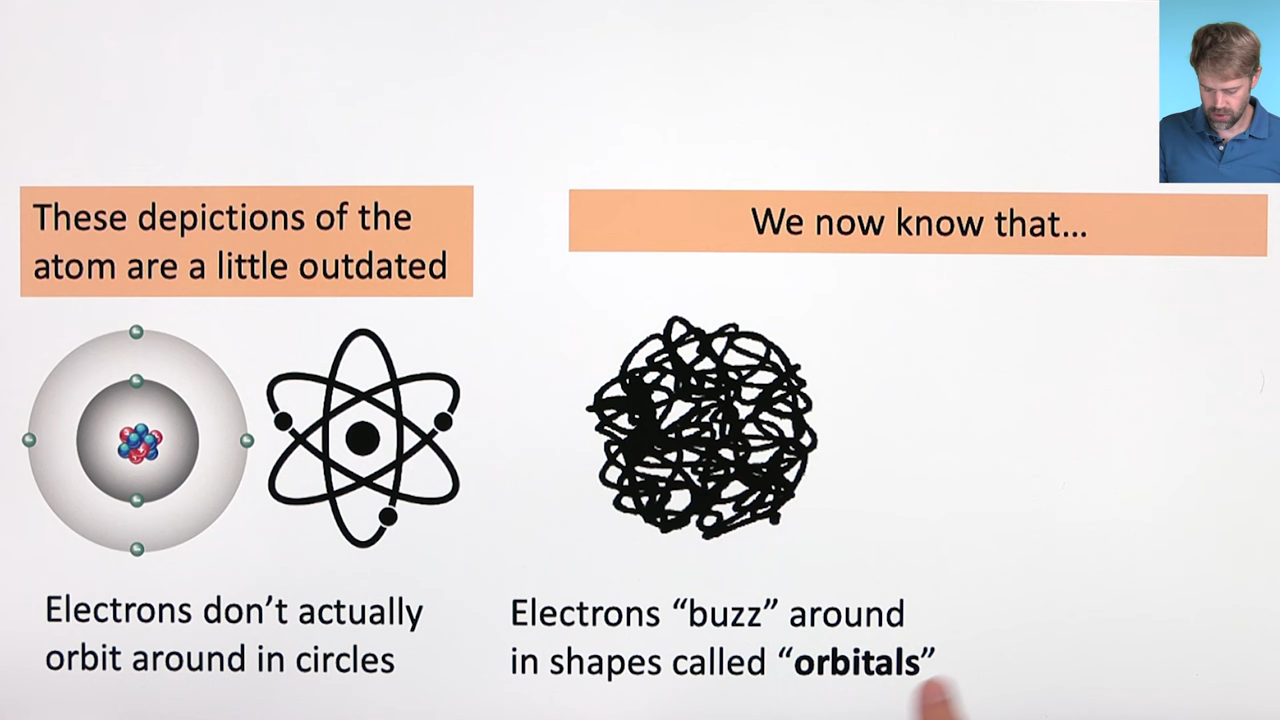 These depictions of the
atom are a little outdated
We now know that...
Electrons don’t actually
orbit around in circles
Electrons “buzz” around
in shapes called “orbitals”